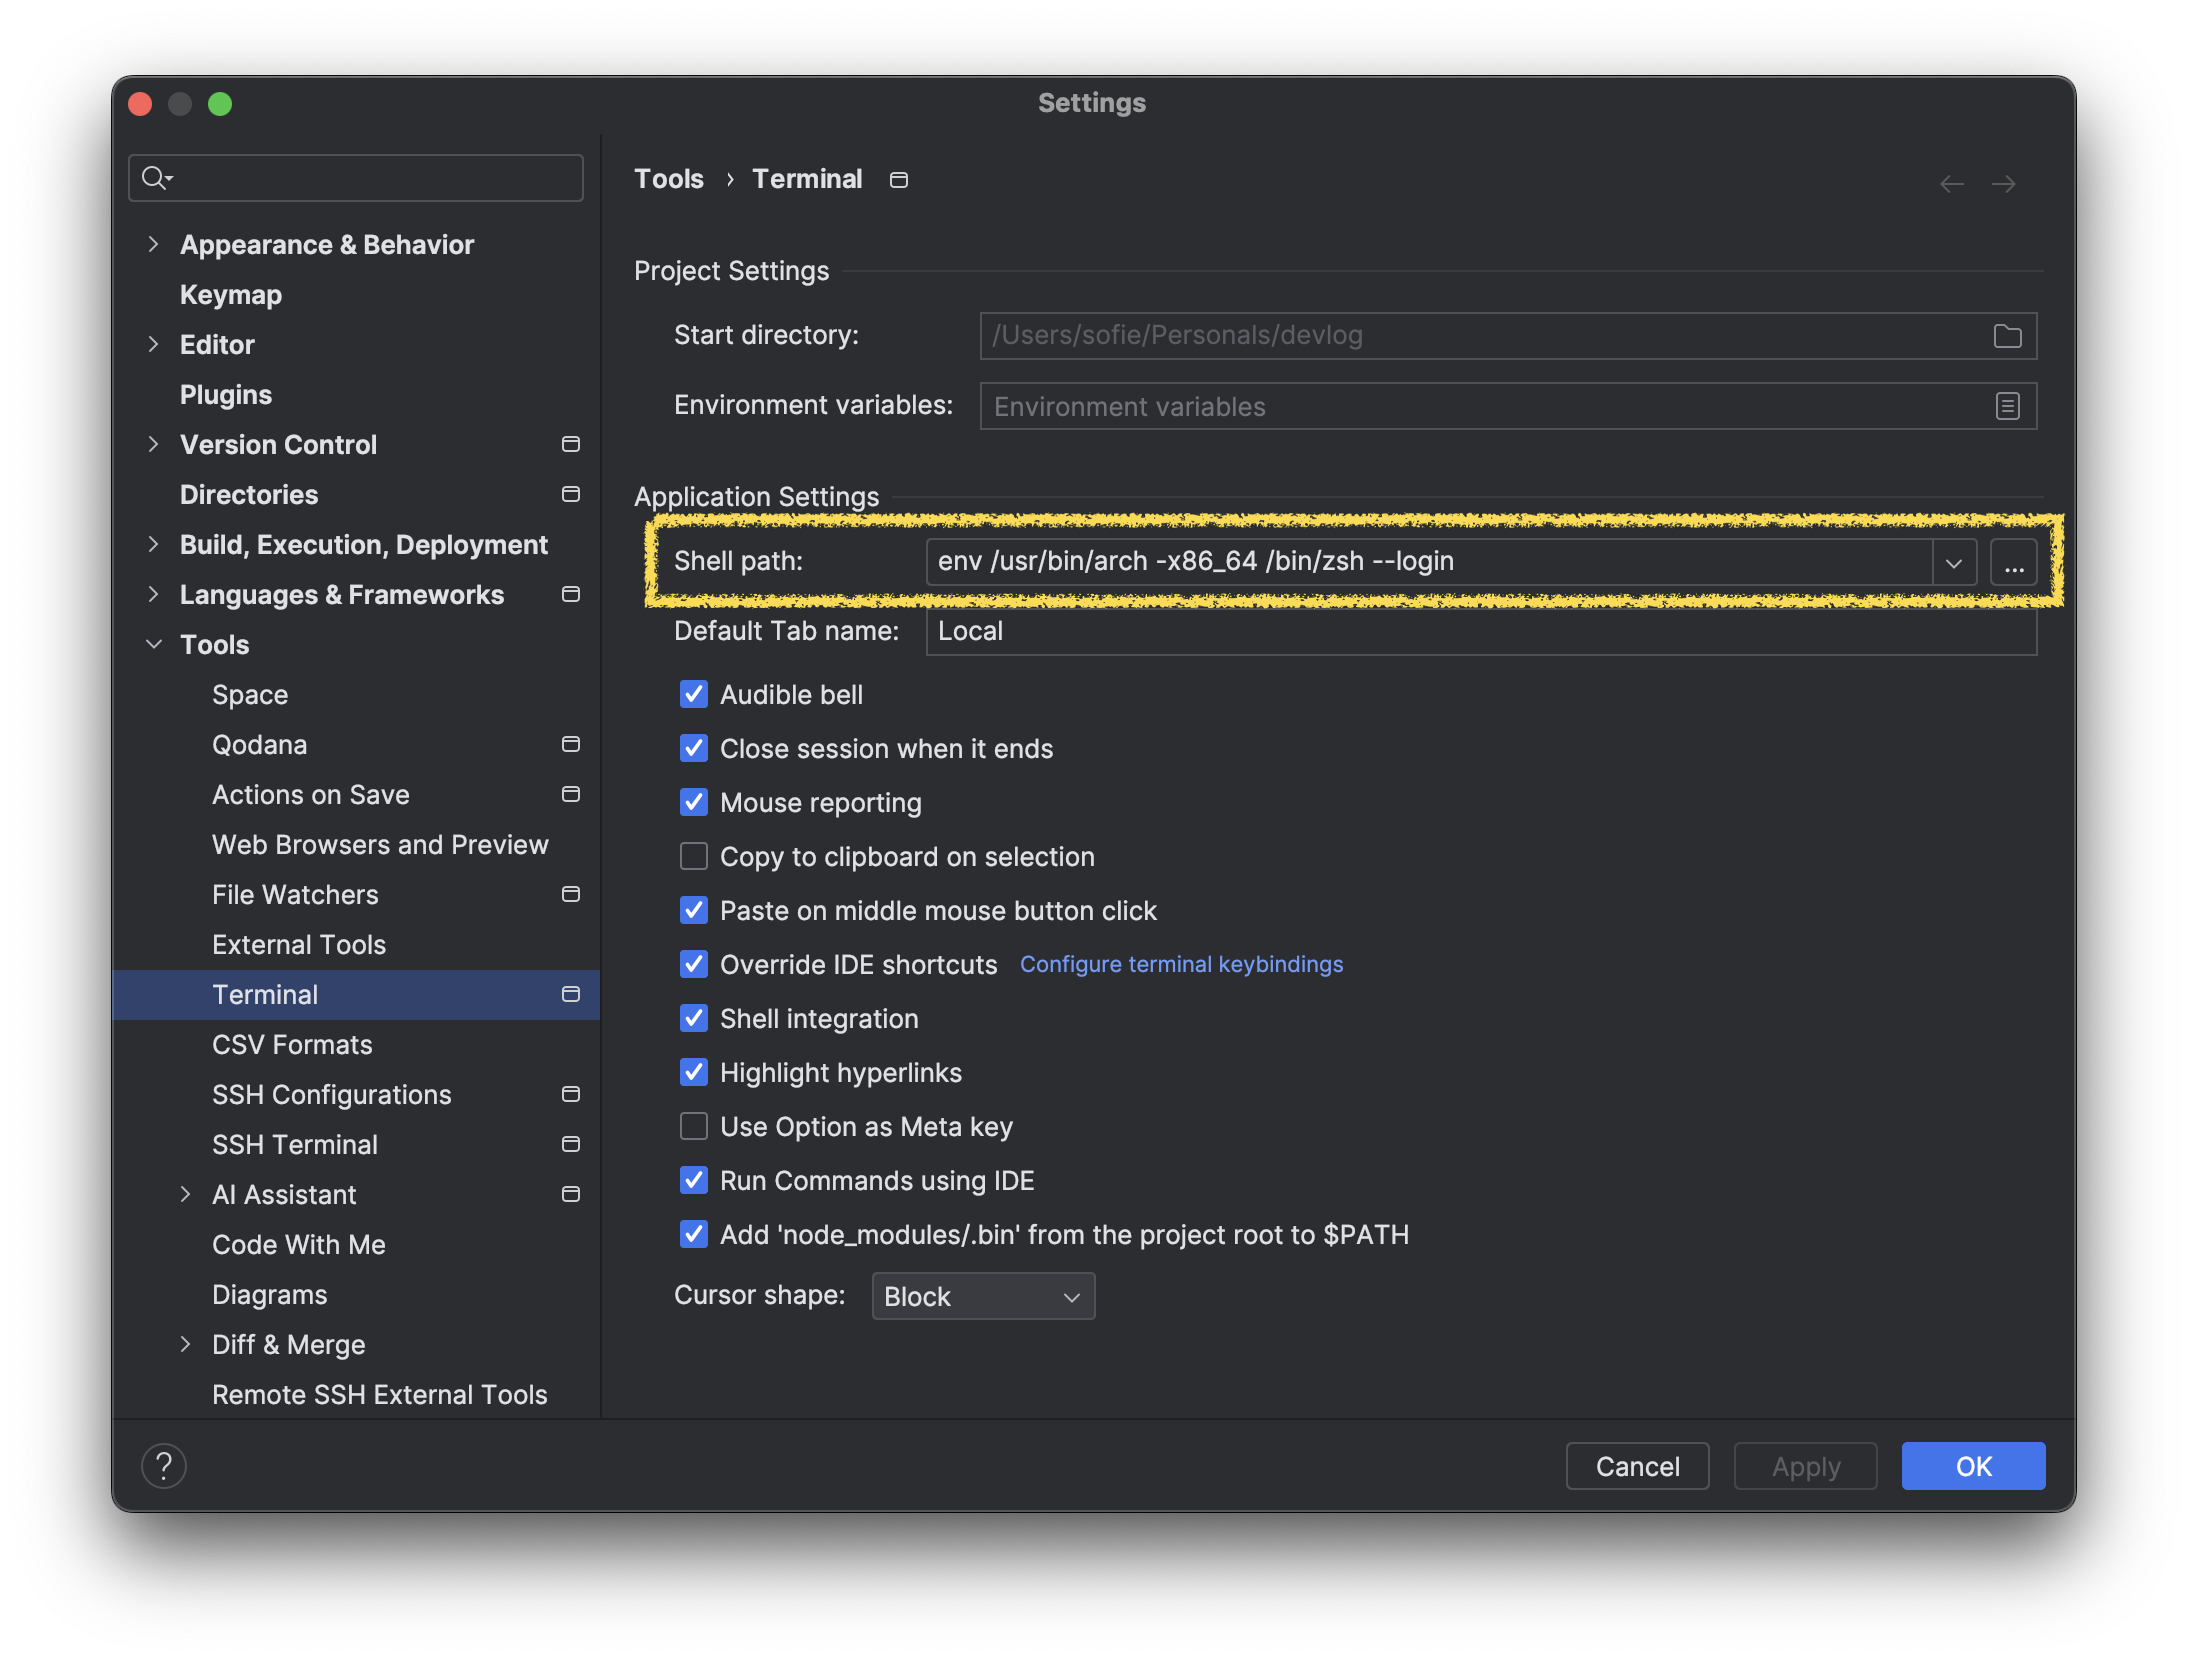 Settings
Appearance & Behavior
Keymap
Editor
Plugins
Version Control
Directories
Build, Execution, Deployment
Languages & Frameworks
Tools
Space
Qodana
Actions on Save
Web Browsers and Preview
File Watchers
External Tools
Terminal
CSV Formats
SSH Configurations
SSH Terminal
AI Assistant
Code With Me
Diagrams
Diff & Merge
Remote SSH External Tools
Tools › Terminal
Project Settings
Start directory: /Users/sofie/Personals/devlog
Environment variables: Environment variables
Application Settings
Shell path: env /usr/bin/arch -x86_64 /bin/zsh --login ...
Default Tab name: Local
Audible bell
Close session when it ends
Mouse reporting
Copy to clipboard on selection
Paste on middle mouse button click
Override IDE shortcuts Configure terminal keybindings
Shell integration
Highlight hyperlinks
Use Option as Meta key
Run Commands using IDE
Add 'node_modules/.bin' from the project root to $PATH
Cursor shape: Block
? Cancel Apply OK